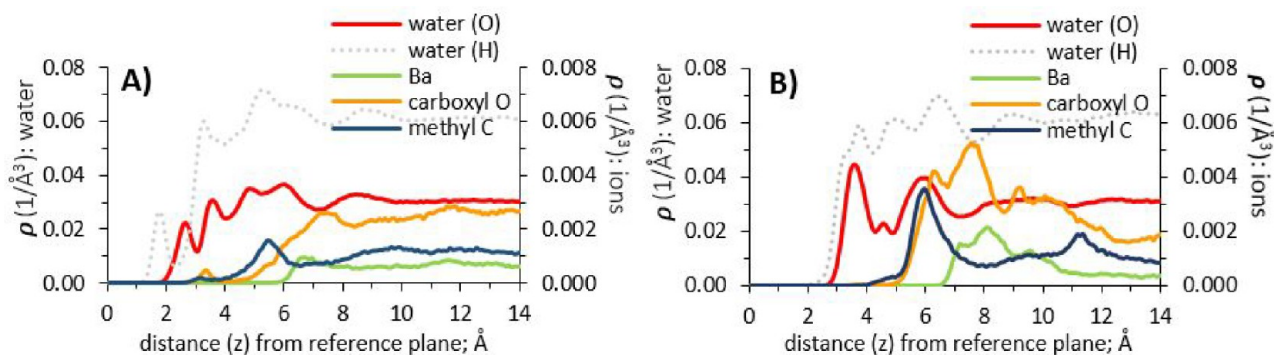 water (O)
water (H)
Ba
carboxyl O
methyl C
A)
ρ (1/Å³): water
0.08
0.06
0.04
0.02
0.00
ρ (1/Å³): ions
0.008
0.006
0.004
0.002
0.000
0 2 4 6 8 10 12 14
distance (z) from reference plane; Å
water (O)
water (H)
Ba
carboxyl O
methyl C
B)
ρ (1/Å³): water
0.08
0.06
0.04
0.02
0.00
ρ (1/Å³): ions
0.008
0.006
0.004
0.002
0.000
0 2 4 6 8 10 12 14
distance (z) from reference plane; Å